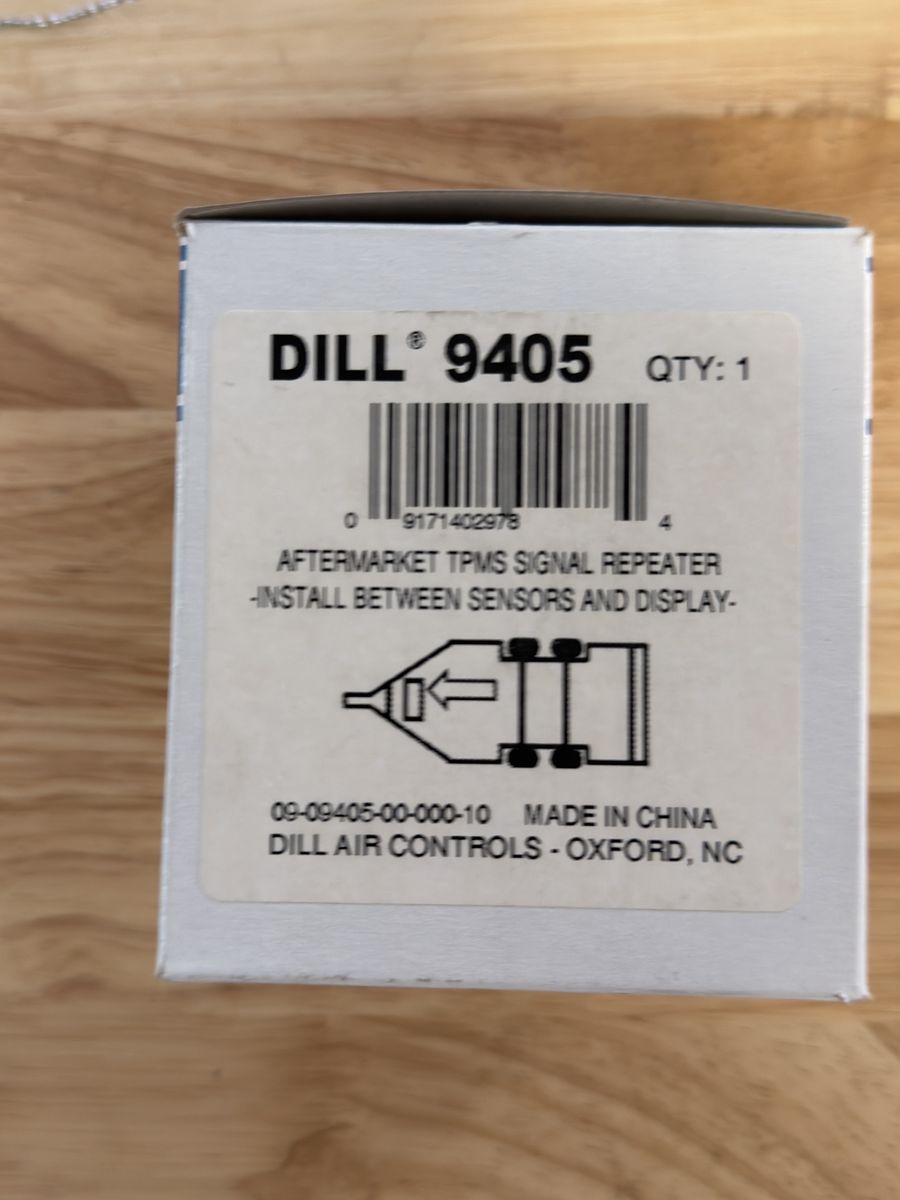 DILL® 9405 QTY: 1
0 9171402978 4
AFTERMARKET TPMS SIGNAL REPEATER
-INSTALL BETWEEN SENSORS AND DISPLAY-
09-09405-00-000-10 MADE IN CHINA
DILL AIR CONTROLS - OXFORD, NC